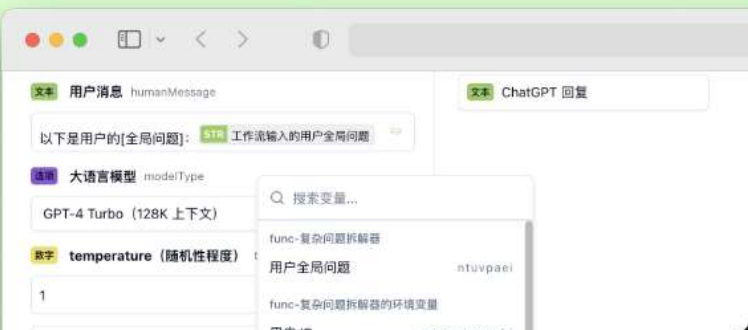 文本 用户消息 humanMessage
文本 ChatGPT 回复
以下是用户的[全局问题]： STR 工作流输入的用户全局问题
选项 大语言模型 modelType
搜索变量...
GPT-4 Turbo（128K 上下文）
func-复杂问题拆解器
数字 temperature（随机性程度）
用户全局问题 ntuvpaei
1
func-复杂问题拆解器的环境变量